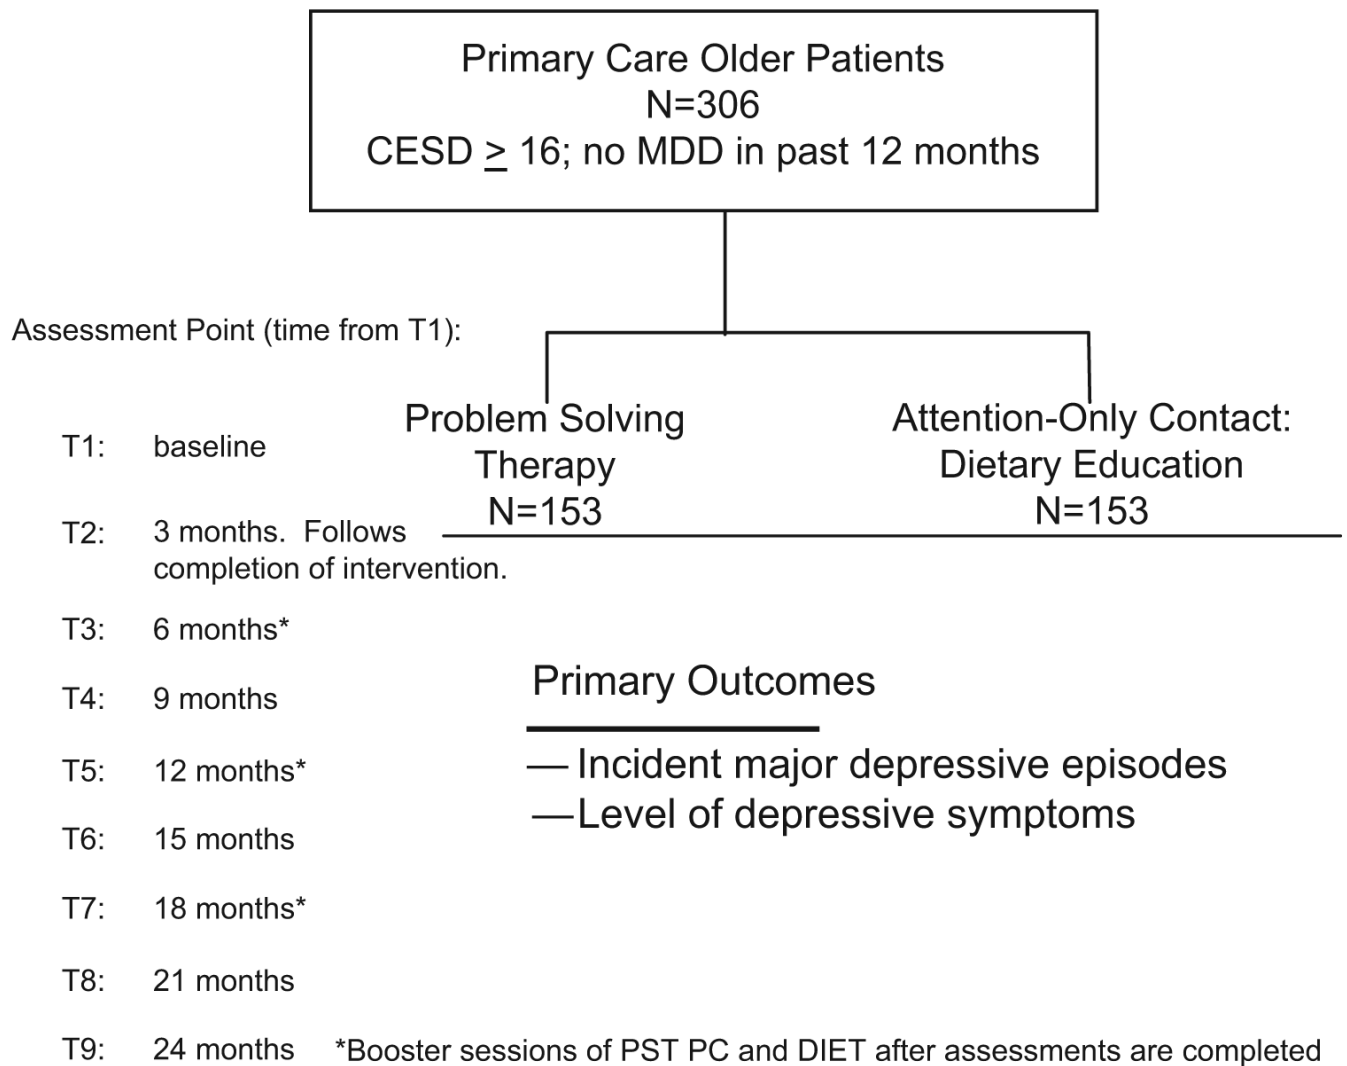 Primary Care Older Patients
N=306
CESD ≥ 16; no MDD in past 12 months
Assessment Point (time from T1):
Problem Solving
Therapy
N=153
Attention-Only Contact:
Dietary Education
N=153
T1: baseline
T2: 3 months. Follows
completion of intervention.
T3: 6 months*
T4: 9 months
T5: 12 months*
T6: 15 months
T7: 18 months*
T8: 21 months
T9: 24 months
Primary Outcomes
— Incident major depressive episodes
—Level of depressive symptoms
*Booster sessions of PST PC and DIET after assessments are completed